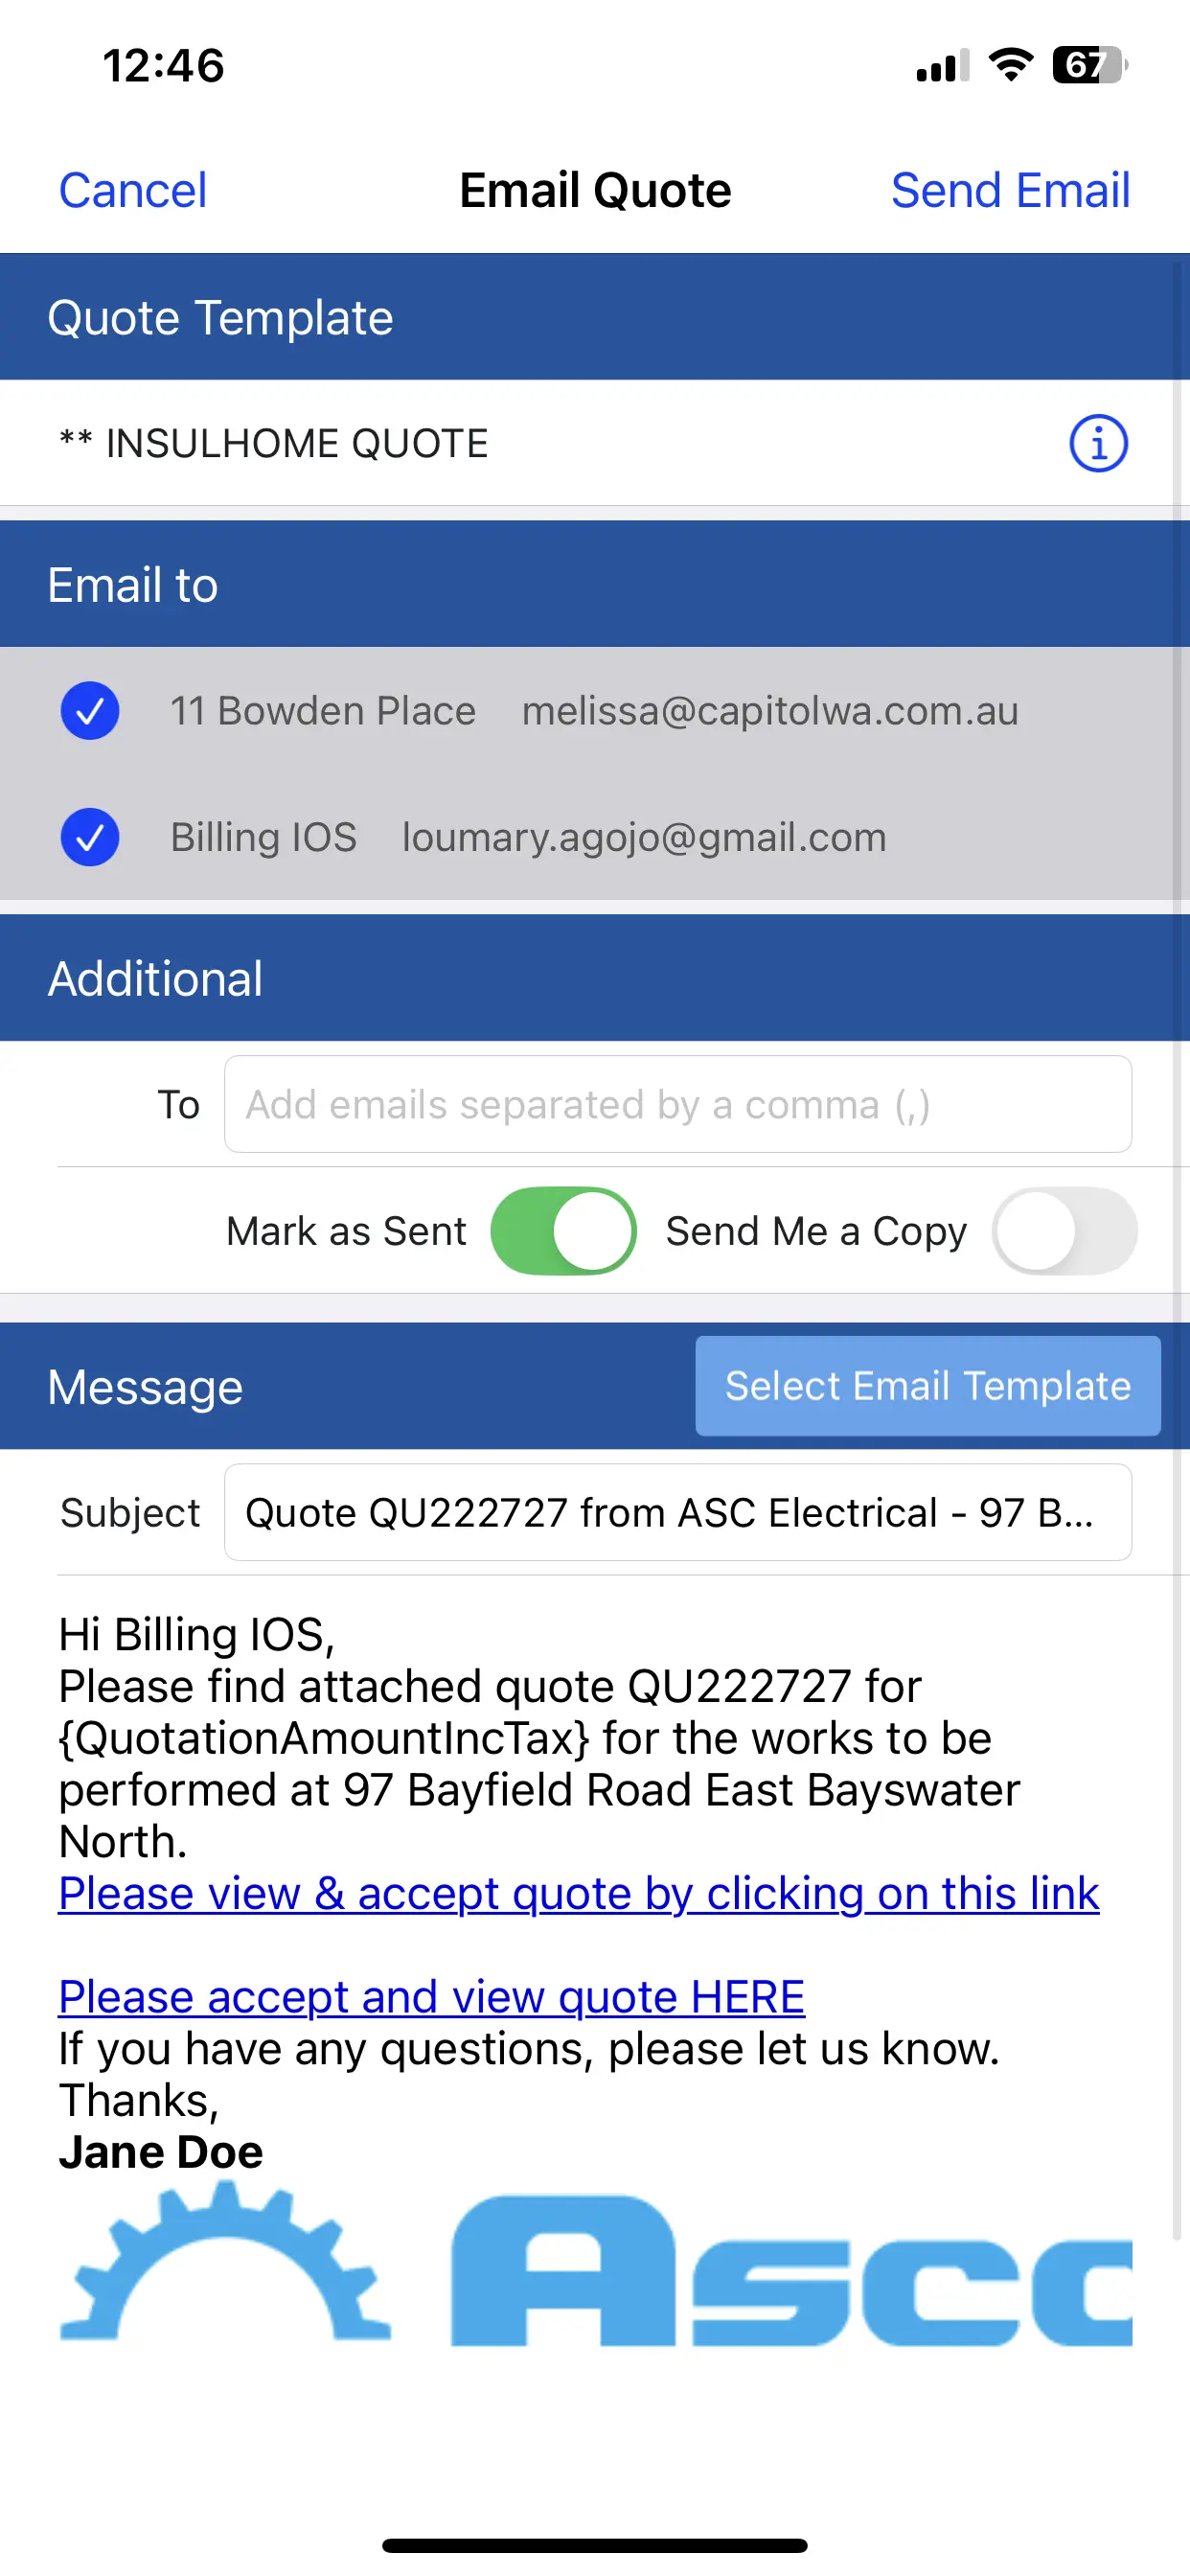 12:46
67
Cancel
Email Quote
Send Email
Quote Template
** INSULHOME QUOTE
Email to
11 Bowden Place melissa@capitolwa.com.au
Billing IOS loumary.agojo@gmail.com
Additional
To Add emails separated by a comma (,)
Mark as Sent
Send Me a Copy
Message
Select Email Template
Subject Quote QU222727 from ASC Electrical - 97 B...
Hi Billing IOS,
Please find attached quote QU222727 for
{QuotationAmountIncTax} for the works to be
performed at 97 Bayfield Road East Bayswater
North.
Please view & accept quote by clicking on this link
Please accept and view quote HERE
If you have any questions, please let us know.
Thanks,
Jane Doe
Asc